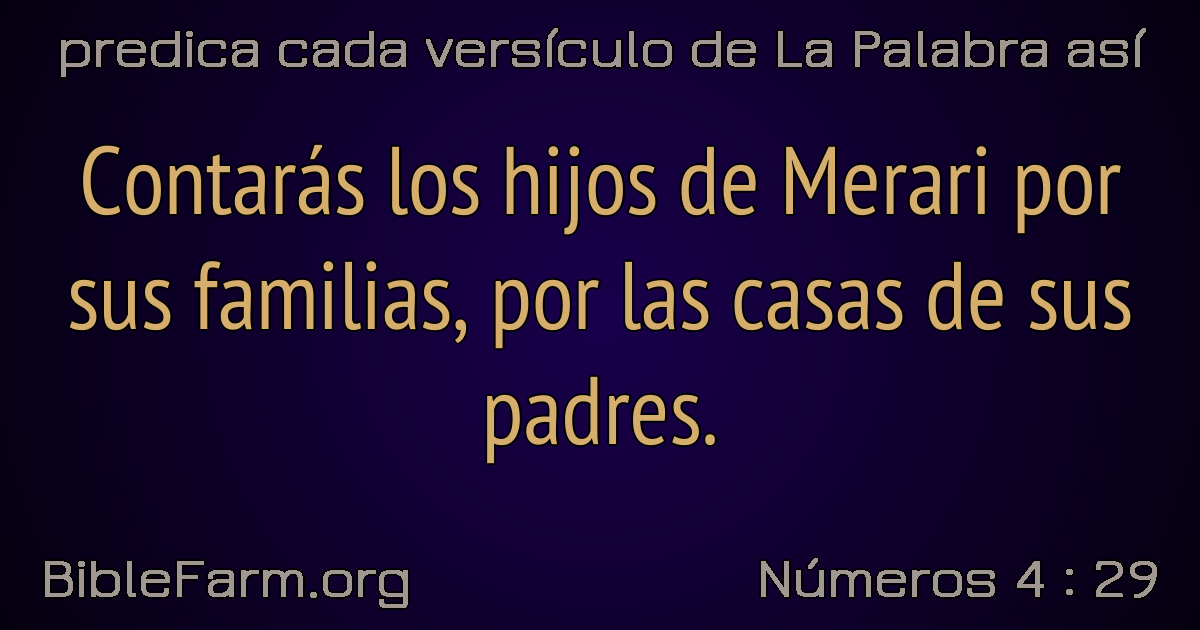 predica cada versículo de La Palabra así
Contarás los hijos de Merari por
sus familias, por las casas de sus
padres.
BibleFarm.org
Números 4 : 29